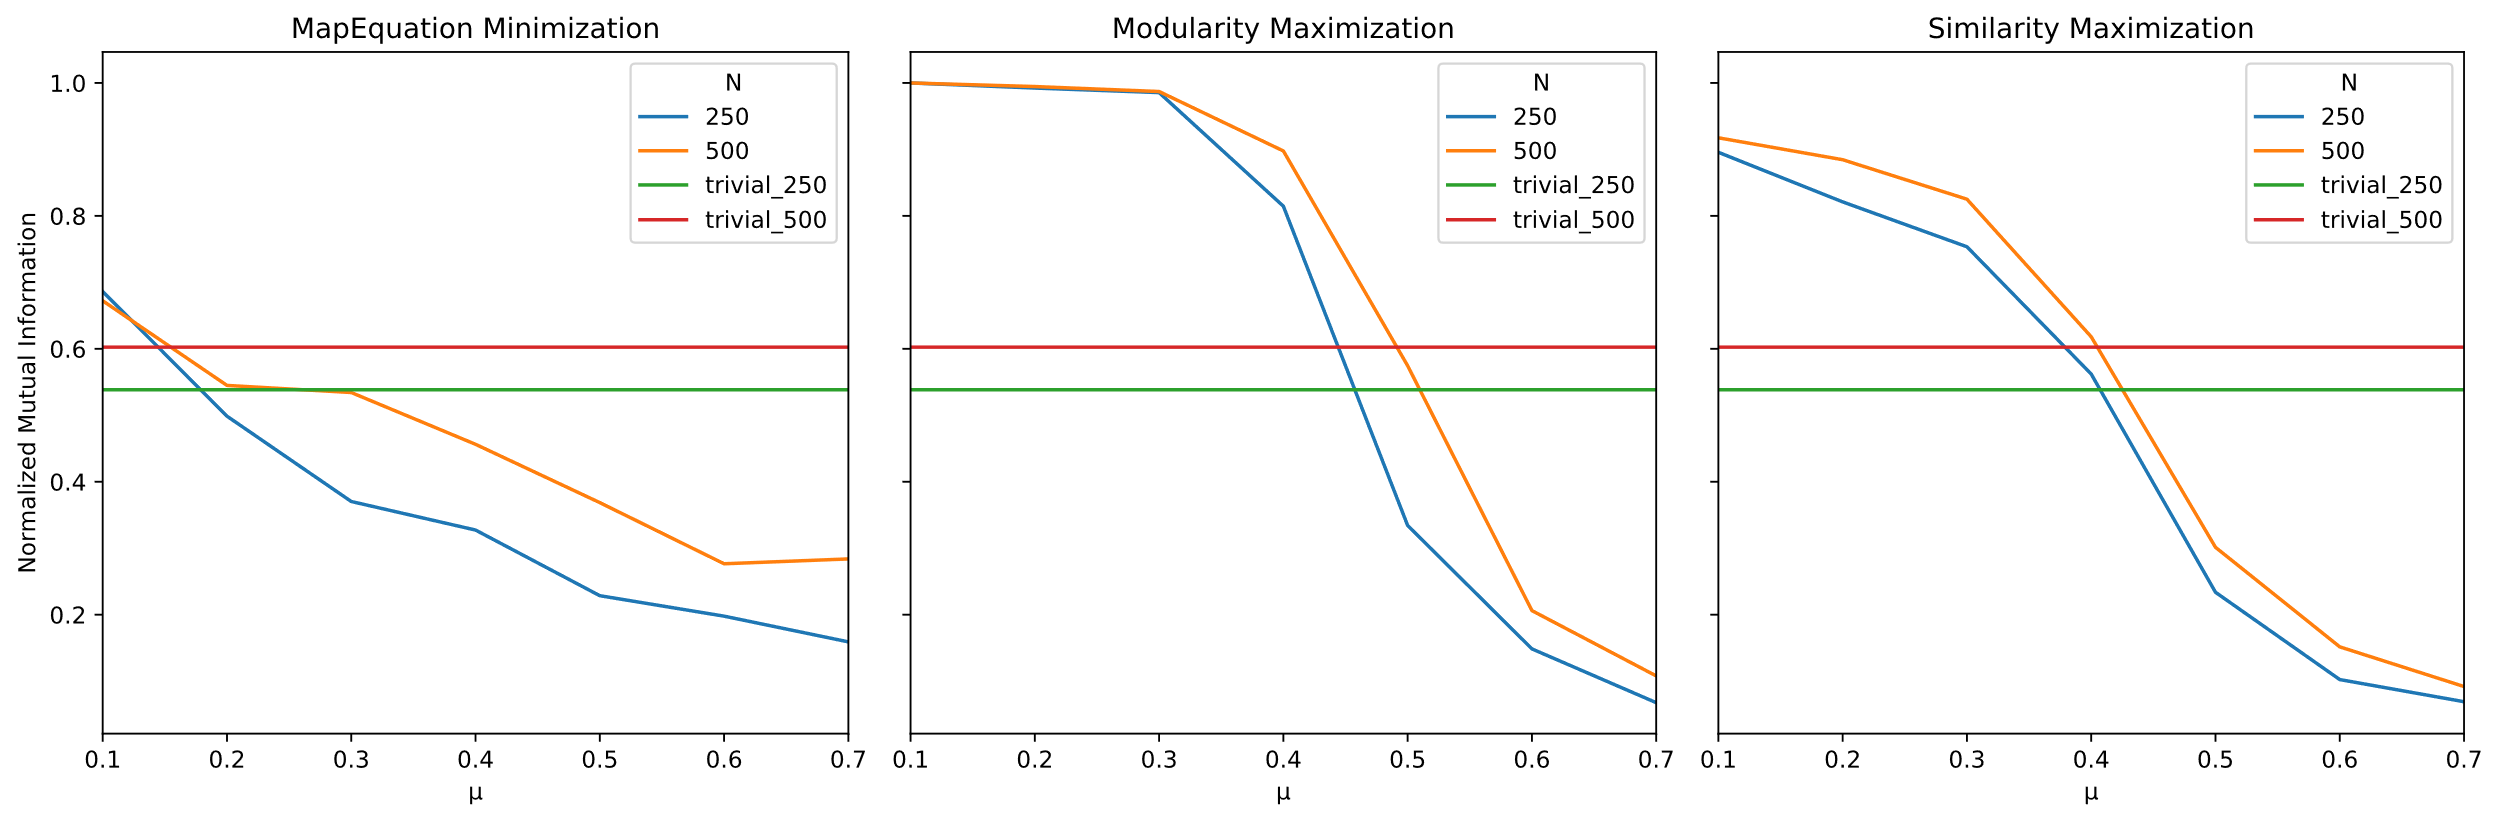 MapEquation Minimization
Normalized Mutual Information
1.0
0.8
0.6
0.4
0.2
0.1 0.2 0.3 0.4 0.5 0.6 0.7
µ
N
250
500
trivial_250
trivial_500
Modularity Maximization
0.1 0.2 0.3 0.4 0.5 0.6 0.7
µ
N
250
500
trivial_250
trivial_500
Similarity Maximization
0.1 0.2 0.3 0.4 0.5 0.6 0.7
µ
N
250
500
trivial_250
trivial_500